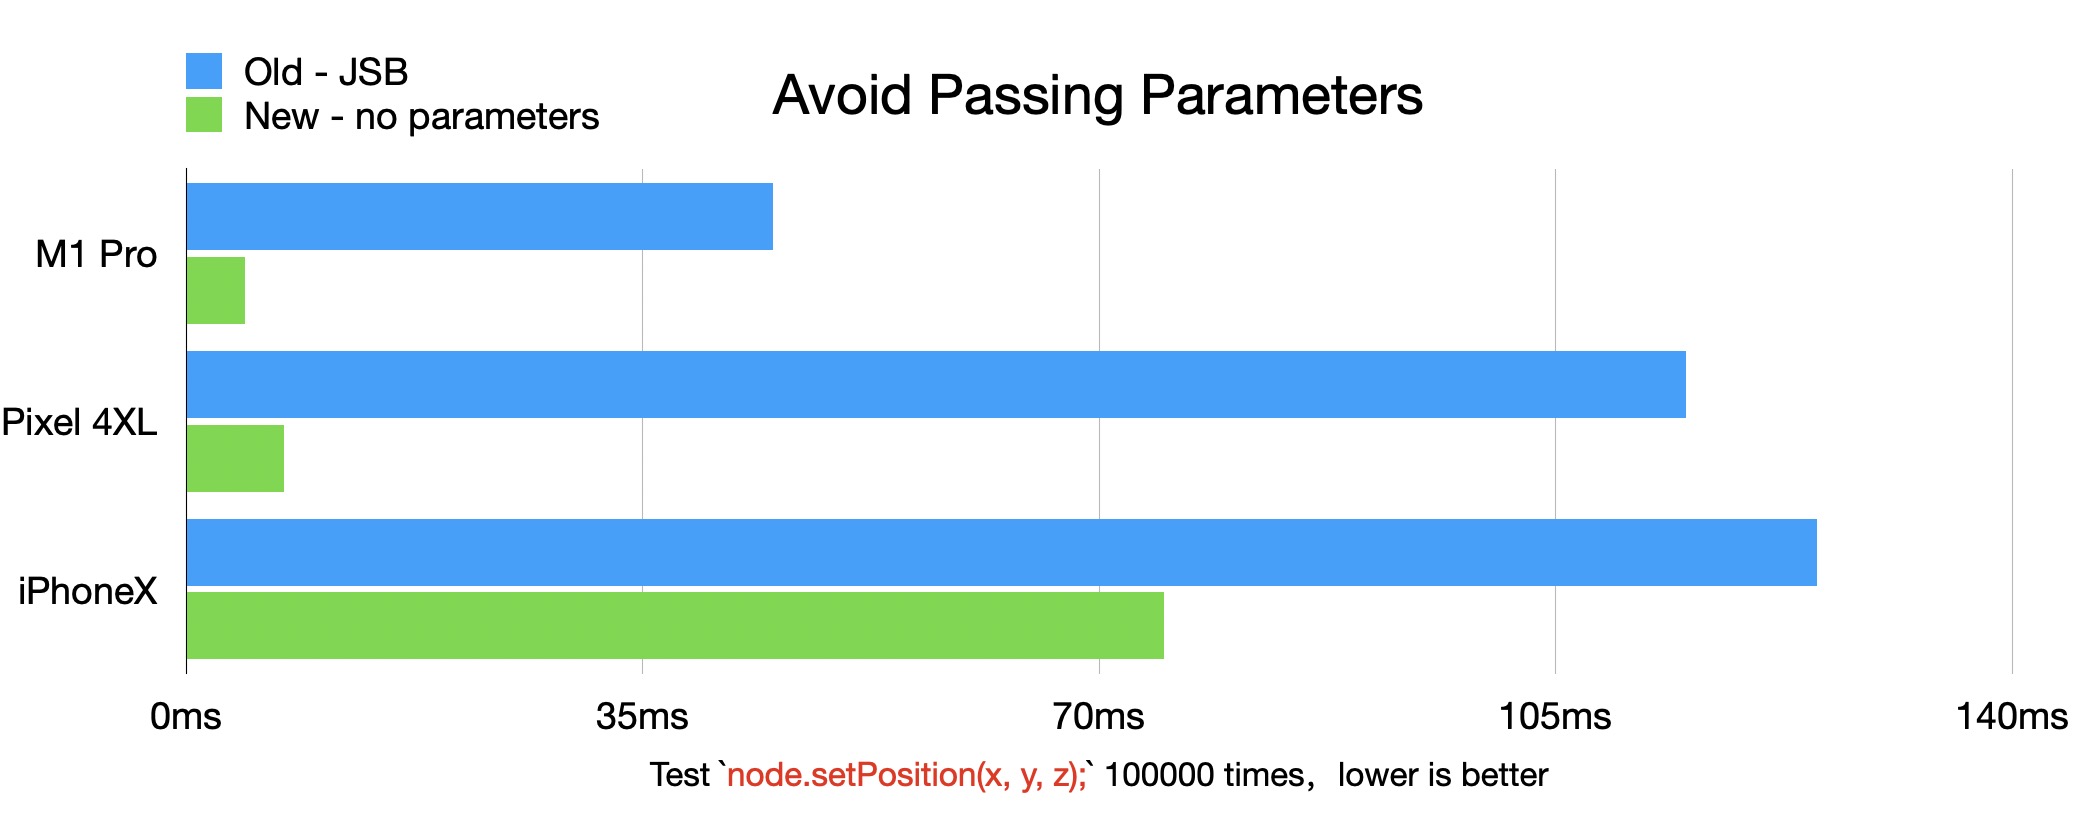 Old - JSB
New - no parameters
Avoid Passing Parameters
M1 Pro
Pixel 4XL
iPhoneX
0ms 35ms 70ms 105ms 140ms
Test `node.setPosition(x, y, z);` 100000 times，lower is better